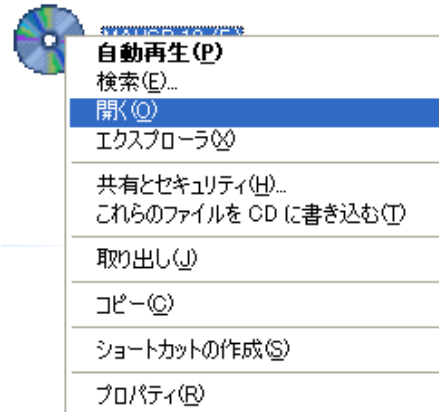 自動再生(P)
検索(E)...
開く(O)
エクスプローラ(X)
共有とセキュリティ(H)...
これらのファイルを CD に書き込む(T)
取り出し(J)
コピー(C)
ショートカットの作成(S)
プロパティ(R)